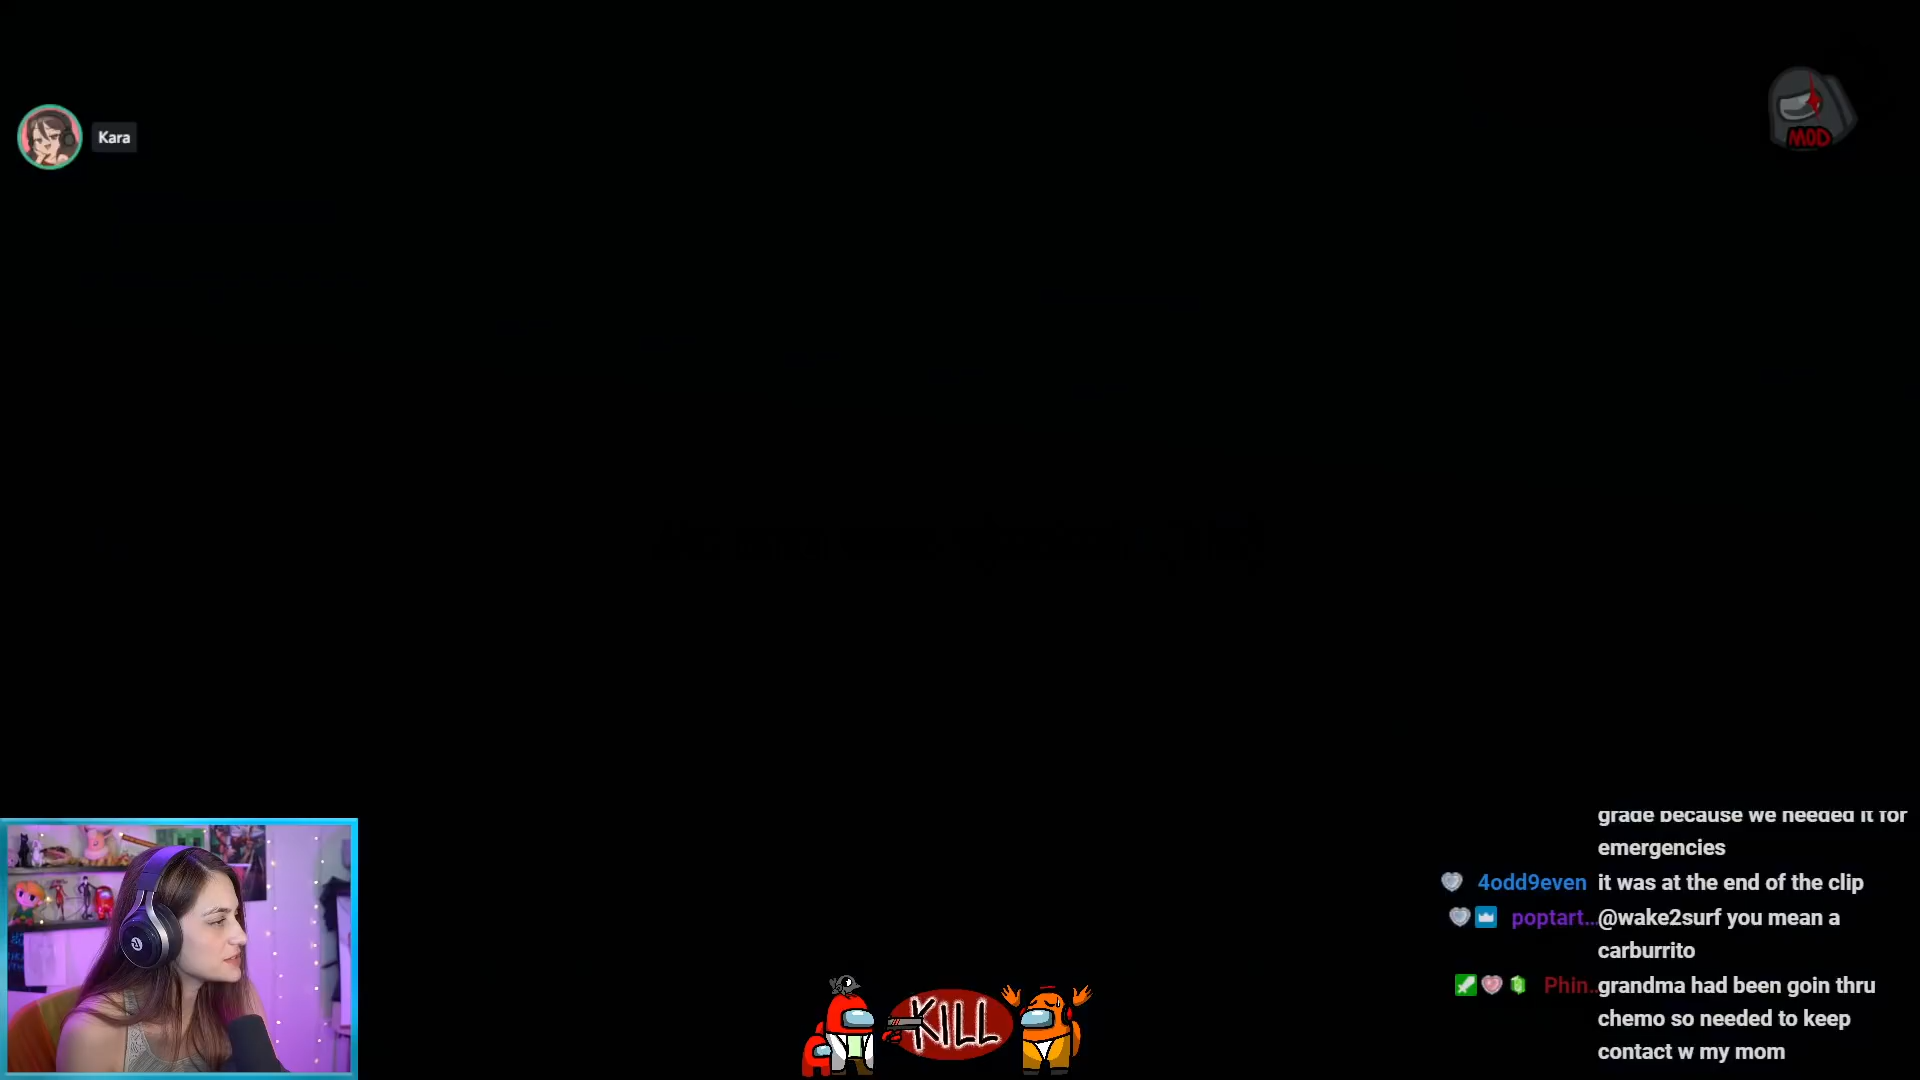 Kara
MOD
grade because we needed it for
emergencies
4odd9even it was at the end of the clip
poptart... @wake2surf you mean a
carburrito
Phin... grandma had been goin thru
chemo so needed to keep
contact w my mom
KILL